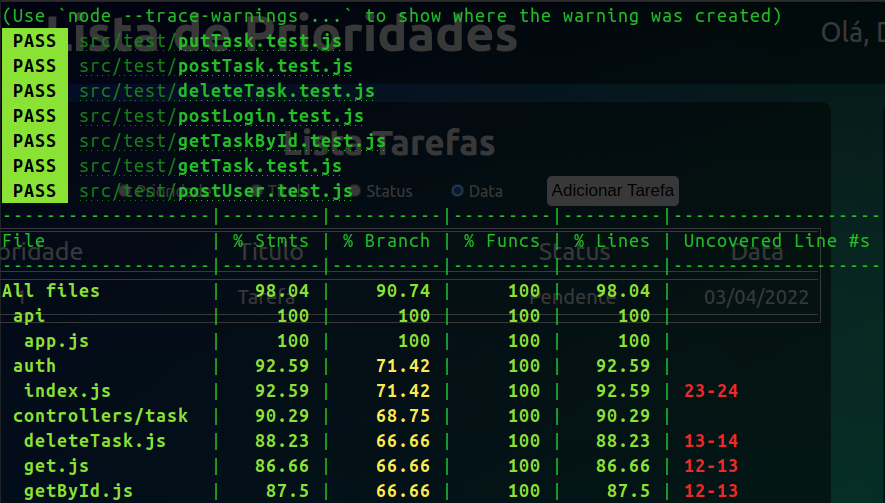 (Use `node --trace-warnings ...` to show where the warning was created)
Lista de Prioridades
Olá, D
PASS src/test/putTask.test.js
PASS src/test/postTask.test.js
PASS src/test/deleteTask.test.js
PASS src/test/postLogin.test.js
PASS src/test/getTaskById.test.js
PASS src/test/getTask.test.js
PASS src/test/postUser.test.js
Lista Tarefas
Status Data Adicionar Tarefa
-------------------|---------|----------|---------|---------|-------------------
File | % Stmts | % Branch | % Funcs | % Lines | Uncovered Line #s
oridade Título Status Data
-------------------|---------|----------|---------|---------|-------------------
All files | 98.04 | 90.74 | 100 | 98.04 |
1 Tarefa Pendente 03/04/2022
api | 100 | 100 | 100 | 100 |
app.js | 100 | 100 | 100 | 100 |
auth | 92.59 | 71.42 | 100 | 92.59 |
index.js | 92.59 | 71.42 | 100 | 92.59 | 23-24
controllers/task | 90.29 | 68.75 | 100 | 90.29 |
deleteTask.js | 88.23 | 66.66 | 100 | 88.23 | 13-14
get.js | 86.66 | 66.66 | 100 | 86.66 | 12-13
getById.js | 87.5 | 66.66 | 100 | 87.5 | 12-13